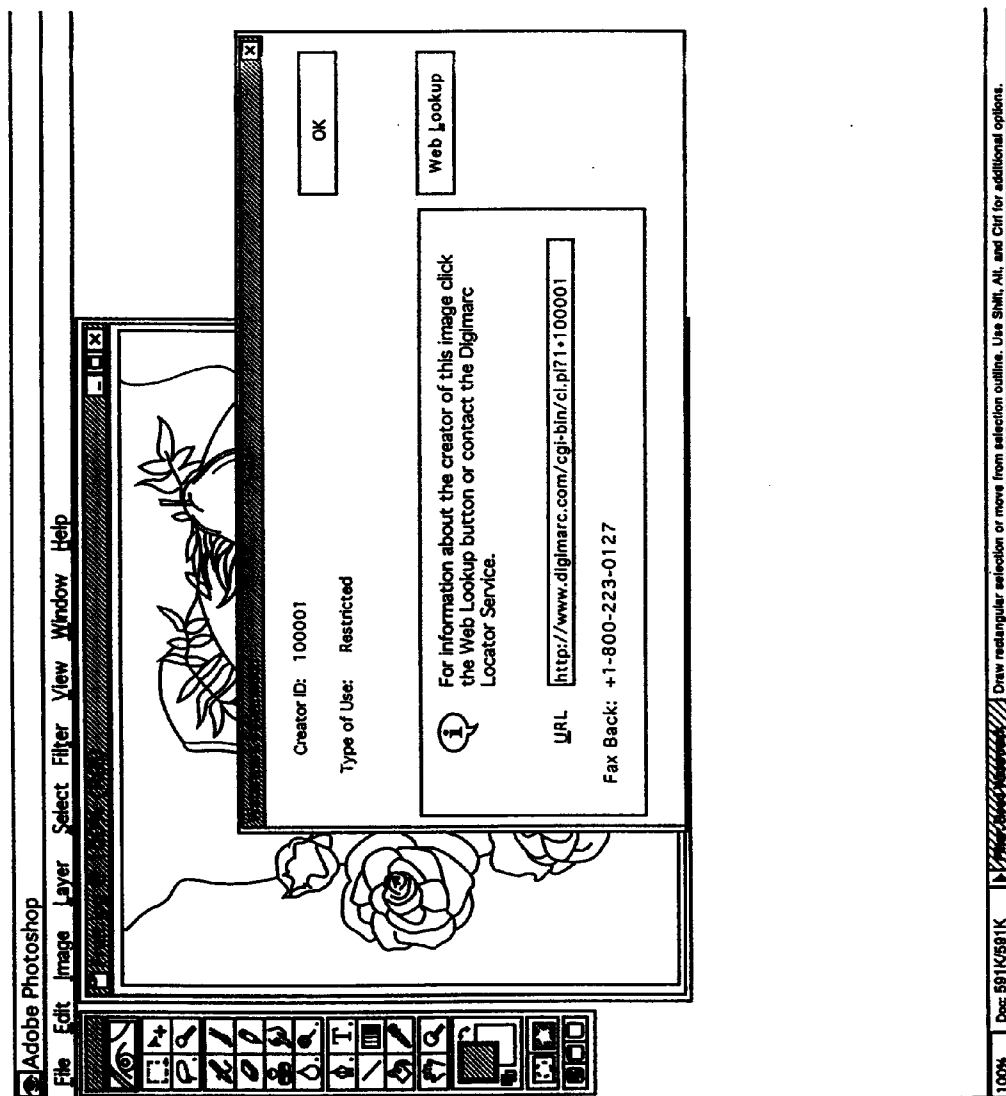 Adobe Photoshop
File Edit Image Layer Select Filter View Window Help
Creator ID: 100001
Type of Use: Restricted
OK
For information about the creator of this image click
the Web Lookup button or contact the Digimarc
Locator Service.
Web Lookup
URL http://www.digimarc.com/cgi-bin/ci.pl?1+100001
Fax Back: +1-800-223-0127
T
100% Doc: 591K/591K Draw rectangular selection or move from selection outline. Use Shift, Alt, and Ctrl for additional options.